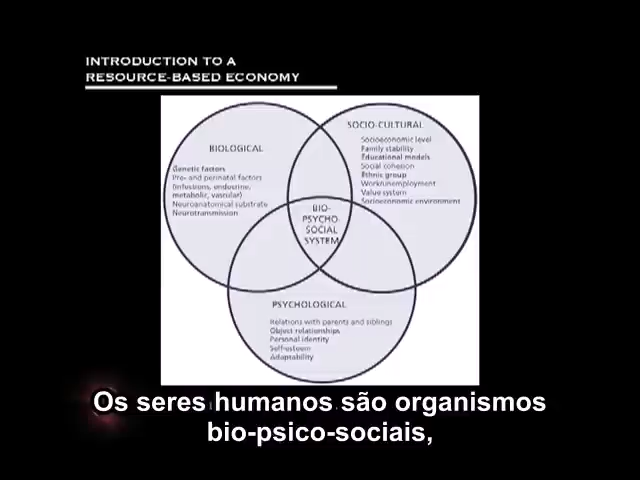 INTRODUCTION TO A
RESOURCE-BASED ECONOMY
BIOLOGICAL
Genetic factors
Pre- and perinatal factors
(infections, endocrine,
metabolic, vascular)
Neuroanatomical substrate
Neurotransmission
SOCIO-CULTURAL
Socioeconomic level
Family stability
Educational models
Social cohesion
Ethnic group
Work/unemployment
Value system
Socioeconomic environment
BIO-
PSYCHO-
SOCIAL
SYSTEM
PSYCHOLOGICAL
Relations with parents and siblings
Object relationships
Personal identity
Self-esteem
Adaptability
Os seres humanos são organismos
bio-psico-sociais,